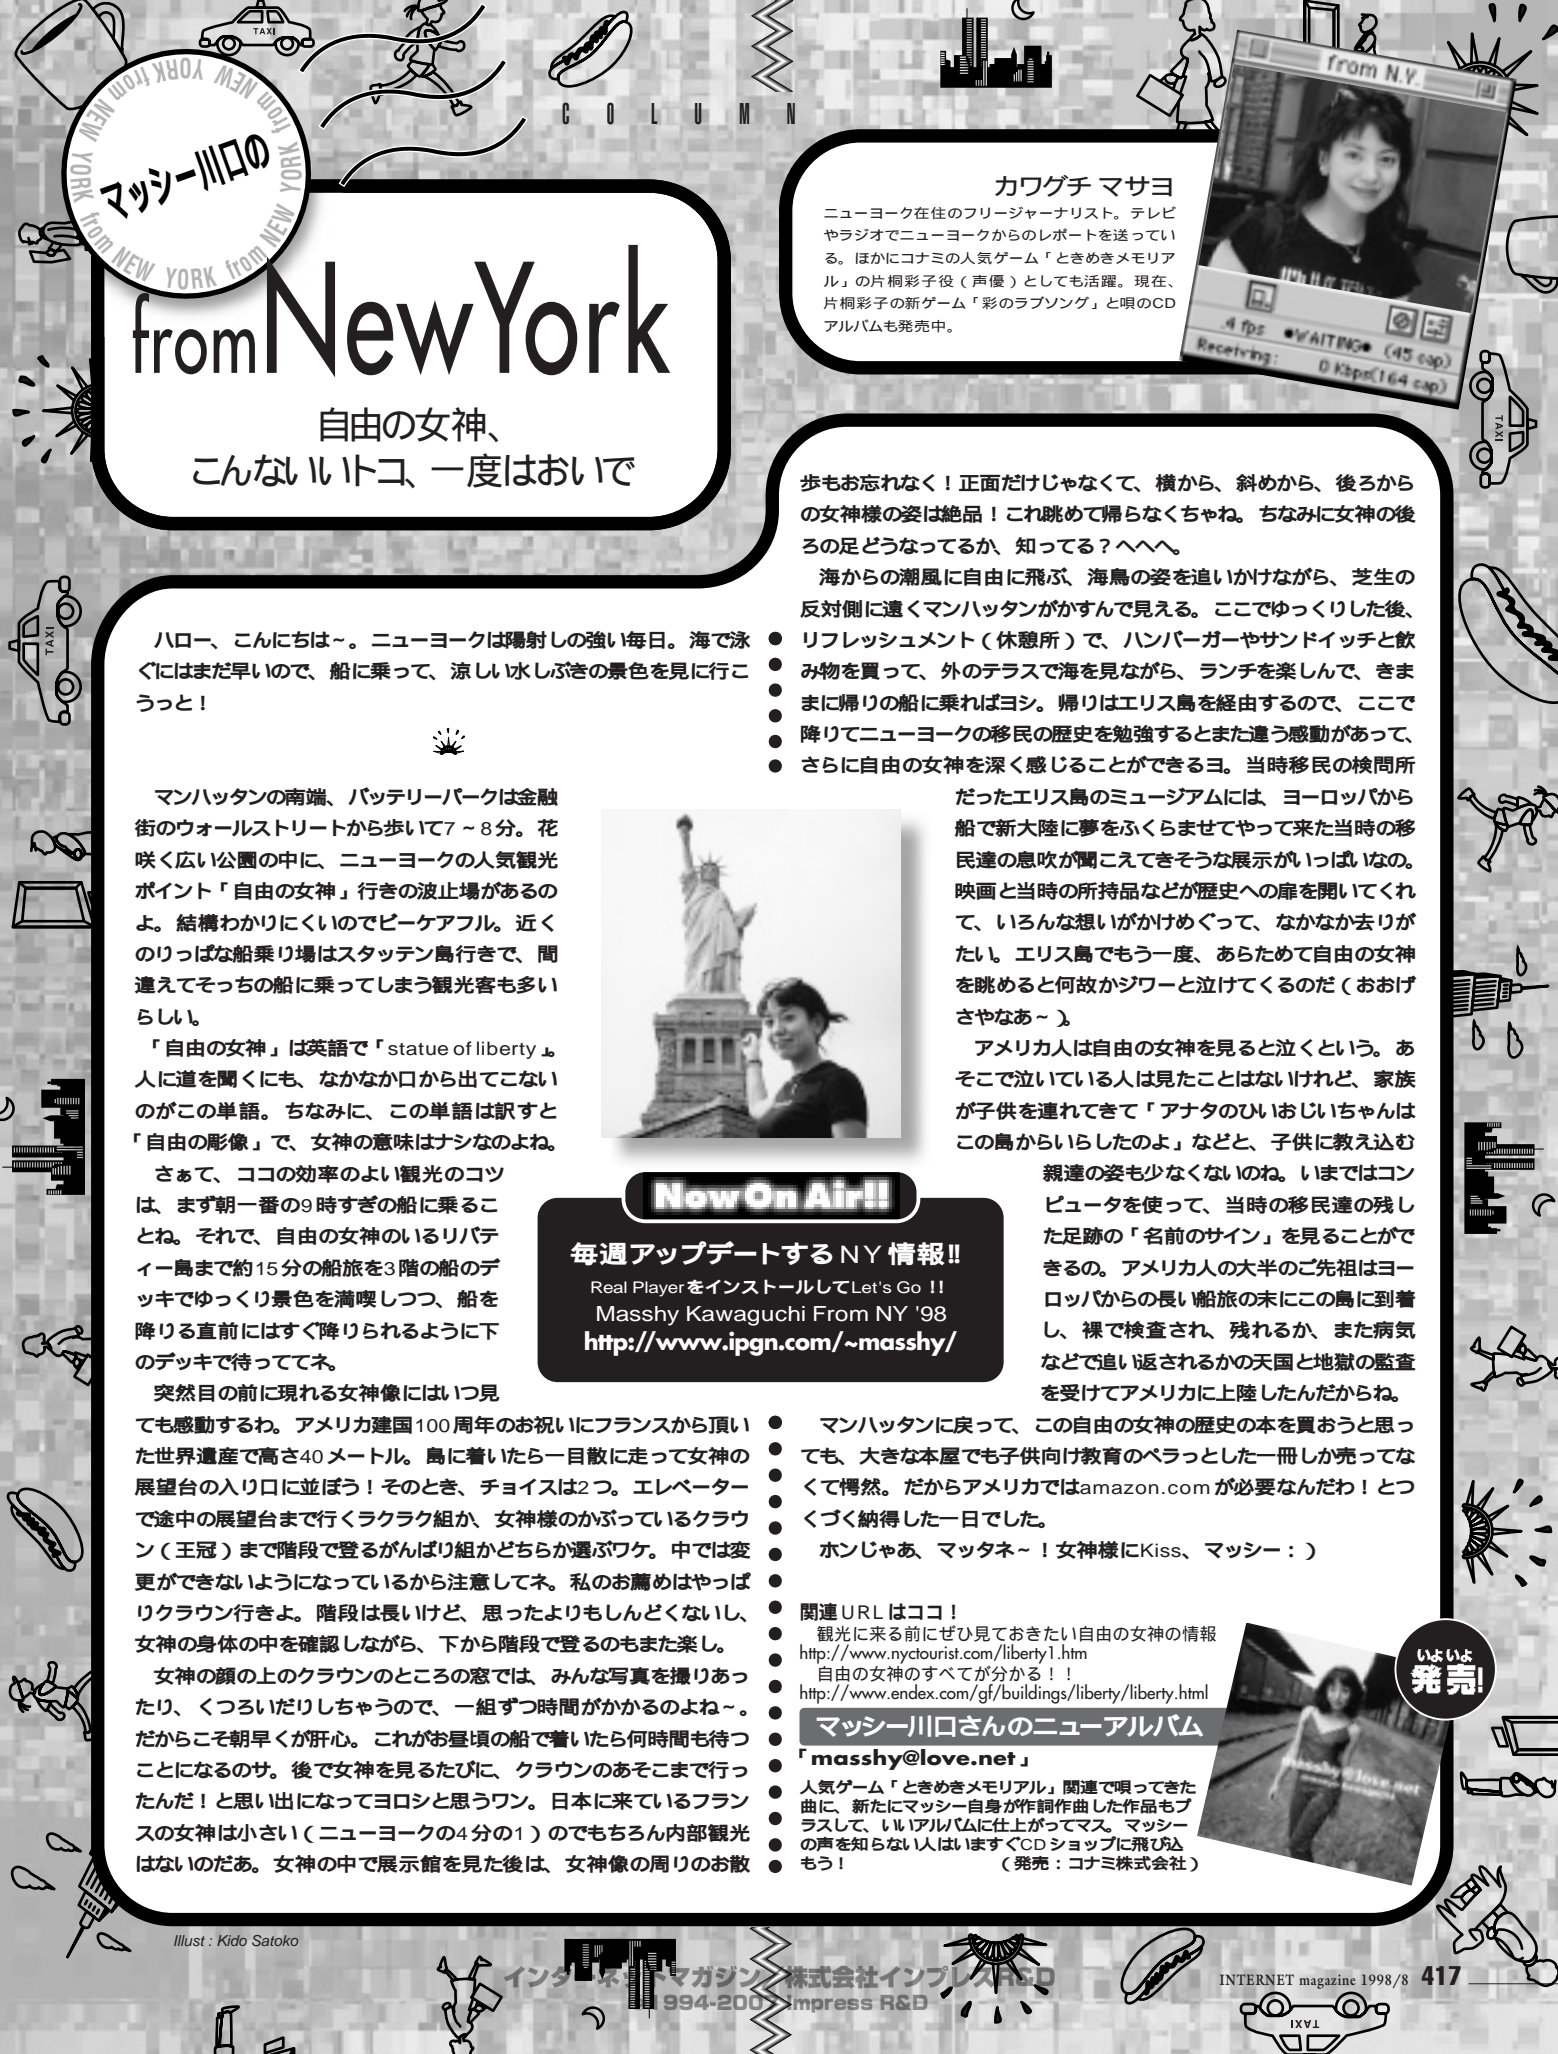 COLUMN
from NEW YORK from NEW YORK from NEW YORK from NEW YORK
マッシー川口の
from New York
自由の女神、
こんないいトコ、一度はおいで
カワグチ マサヨ
ニューヨーク在住のフリージャーナリスト。テレビ
やラジオでニューヨークからのレポートを送ってい
る。ほかにコナミの人気ゲーム「ときめきメモリア
ル」の片桐彩子役（声優）としても活躍。現在、
片桐彩子の新ゲーム「彩のラブソング」と唄のCD
アルバムも発売中。
from N.Y.
.4 fps ●WAITING● (45 cap)
Receiving: 0 Kbps(164 cap)
ハロー、こんにちは～。ニューヨークは陽射しの強い毎日。海で泳
ぐにはまだ早いので、船に乗って、涼しい水しぶきの景色を見に行こ
うっと！
マンハッタンの南端、バッテリーパークは金融
街のウォールストリートから歩いて7～8分。花
咲く広い公園の中に、ニューヨークの人気観光
ポイント「自由の女神」行きの波止場があるの
よ。結構わかりにくいのでビーケアフル。近く
のりっぱな船乗り場はスタッテン島行きで、間
違えてそっちの船に乗ってしまう観光客も多い
らしい。
「自由の女神」は英語で「statue of liberty」。
人に道を聞くにも、なかなか口から出てこない
のがこの単語。ちなみに、この単語は訳すと
「自由の彫像」で、女神の意味はナシなのよね。
さぁて、ココの効率のよい観光のコツ
は、まず朝一番の9時すぎの船に乗るこ
とね。それで、自由の女神のいるリバテ
ィー島まで約15分の船旅を3階の船のデ
ッキでゆっくり景色を満喫しつつ、船を
降りる直前にはすぐ降りられるように下
のデッキで待っててネ。
突然目の前に現れる女神像にはいつ見
ても感動するわ。アメリカ建国100周年のお祝いにフランスから頂い
た世界遺産で高さ40メートル。島に着いたら一目散に走って女神の
展望台の入り口に並ぼう！そのとき、チョイスは2つ。エレベーター
で途中の展望台まで行くラクラク組か、女神様のかぶっているクラウ
ン（王冠）まで階段で登るがんばり組かどちらか選ぶワケ。中では変
更ができないようになっているから注意してネ。私のお薦めはやっぱ
りクラウン行きよ。階段は長いけど、思ったよりもしんどくないし、
女神の身体の中を確認しながら、下から階段で登るのもまた楽し。
女神の顔の上のクラウンのところの窓では、みんな写真を撮りあっ
たり、くつろいだりしちゃうので、一組ずつ時間がかかるのよね～。
だからこそ朝早くが肝心。これがお昼頃の船で着いたら何時間も待つ
ことになるのサ。後で女神を見るたびに、クラウンのあそこまで行っ
たんだ！と思い出になってヨロシと思うワン。日本に来ているフラン
スの女神は小さい（ニューヨークの4分の1）のでもちろん内部観光
はないのだあ。女神の中で展示館を見た後は、女神像の周りのお散
歩もお忘れなく！正面だけじゃなくて、横から、斜めから、後ろから
の女神様の姿は絶品！これ眺めて帰らなくちゃね。ちなみに女神の後
ろの足どうなってるか、知ってる？へへへ。
海からの潮風に自由に飛ぶ、海鳥の姿を追いかけながら、芝生の
反対側に遠くマンハッタンがかすんで見える。ここでゆっくりした後、
リフレッシュメント（休憩所）で、ハンバーガーやサンドイッチと飲
み物を買って、外のテラスで海を見ながら、ランチを楽しんで、きま
まに帰りの船に乗ればヨシ。帰りはエリス島を経由するので、ここで
降りてニューヨークの移民の歴史を勉強するとまた違う感動があって、
さらに自由の女神を深く感じることができるヨ。当時移民の検問所
だったエリス島のミュージアムには、ヨーロッパから
船で新大陸に夢をふくらませてやって来た当時の移
民達の息吹が聞こえてきそうな展示がいっぱいなの。
映画と当時の所持品などが歴史への扉を開いてくれ
て、いろんな想いがかけめぐって、なかなか去りが
たい。エリス島でもう一度、あらためて自由の女神
を眺めると何故かジワーと泣けてくるのだ（おおげ
さやなあ～）。
アメリカ人は自由の女神を見ると泣くという。あ
そこで泣いている人は見たことはないけれど、家族
が子供を連れてきて「アナタのひいおじいちゃんは
この島からいらしたのよ」などと、子供に教え込む
親達の姿も少なくないのね。いまではコン
ピュータを使って、当時の移民達の残し
た足跡の「名前のサイン」を見ることがで
きるの。アメリカ人の大半のご先祖はヨー
ロッパからの長い船旅の末にこの島に到着
し、裸で検査され、残れるか、また病気
などで追い返されるかの天国と地獄の監査
を受けてアメリカに上陸したんだからね。
マンハッタンに戻って、この自由の女神の歴史の本を買おうと思っ
ても、大きな本屋でも子供向け教育のペラっとした一冊しか売ってな
くて愕然。だからアメリカではamazon.comが必要なんだわ！とつ
くづく納得した一日でした。
ホンじゃあ、マッタネ～！女神様にKiss、マッシー：）
Now On Air!!
毎週アップデートするNY情報!!
Real PlayerをインストールしてLet's Go !!
Masshy Kawaguchi From NY '98
http://www.ipgn.com/~masshy/
関連URLはココ！
観光に来る前にぜひ見ておきたい自由の女神の情報
http://www.nyctourist.com/liberty1.htm
自由の女神のすべてが分かる！！
http://www.endex.com/gf/buildings/liberty/liberty.html
マッシー川口さんのニューアルバム
「masshy@love.net」
人気ゲーム「ときめきメモリアル」関連で唄ってきた
曲に、新たにマッシー自身が作詞作曲した作品もプ
ラスして、いいアルバムに仕上がってマス。マッシー
の声を知らない人はいますぐCDショップに飛び込
もう！　（発売：コナミ株式会社）
いよいよ
発売!
masshy@love.net
TAXI
TAXI
TAXI
TAXI
Illust : Kido Satoko
インターネットマガジン／株式会社インプレスR&D
1994-2007 Impress R&D
INTERNET magazine 1998/8 417